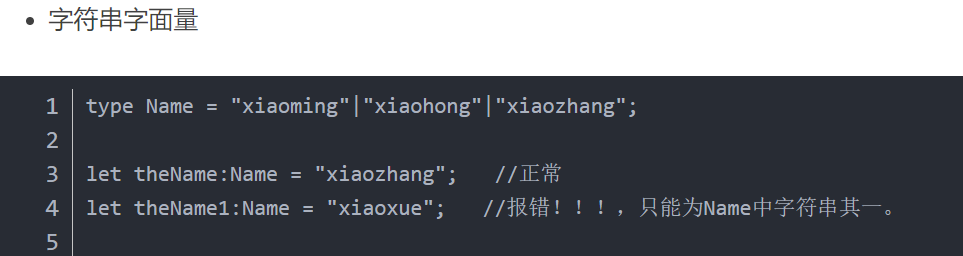 • 字符串字面量
1 type Name = "xiaoming"|"xiaohong"|"xiaozhang";
2
3 let theName:Name = "xiaozhang";   //正常
4 let theName1:Name = "xiaoxue";   //报错！！！，只能为Name中字符串其一。
5